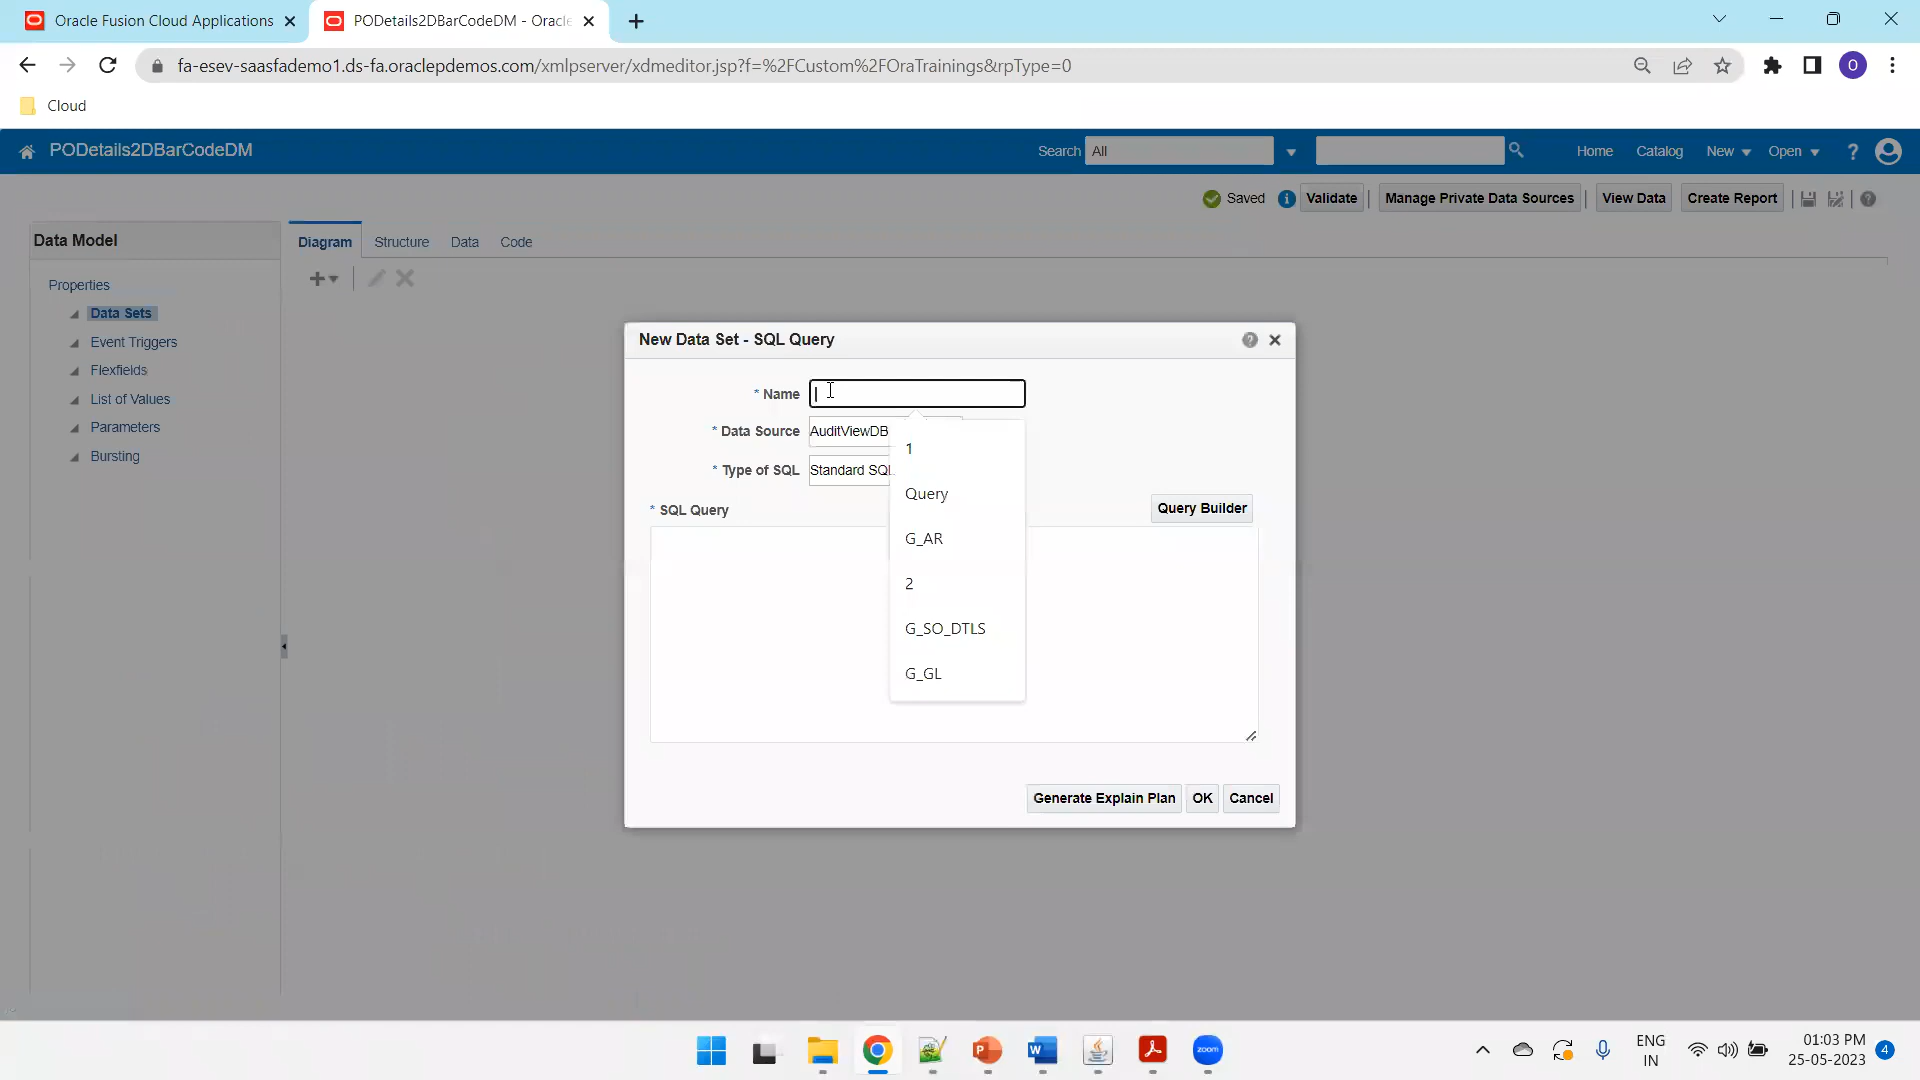 Oracle Fusion Cloud Applications
PODetails2DBarCodeDM - Oracle
fa-esev-saasfademo1.ds-fa.oraclepdemos.com/xmlpserver/xdmeditor.jsp?f=%2FCustom%2FOraTrainings&rpType=0
O
Cloud
PODetails2DBarCodeDM
Search All
Home Catalog New Open ?
Saved Validate Manage Private Data Sources View Data Create Report
Data Model
Diagram Structure Data Code
Properties
Data Sets
Event Triggers
Flexfields
List of Values
Parameters
Bursting
New Data Set - SQL Query
* Name
* Data Source AuditViewDB
* Type of SQL Standard SQL
* SQL Query
Query Builder
1
Query
G_AR
2
G_SO_DTLS
G_GL
Generate Explain Plan OK Cancel
zoom
ENG
IN
01:03 PM
25-05-2023
4